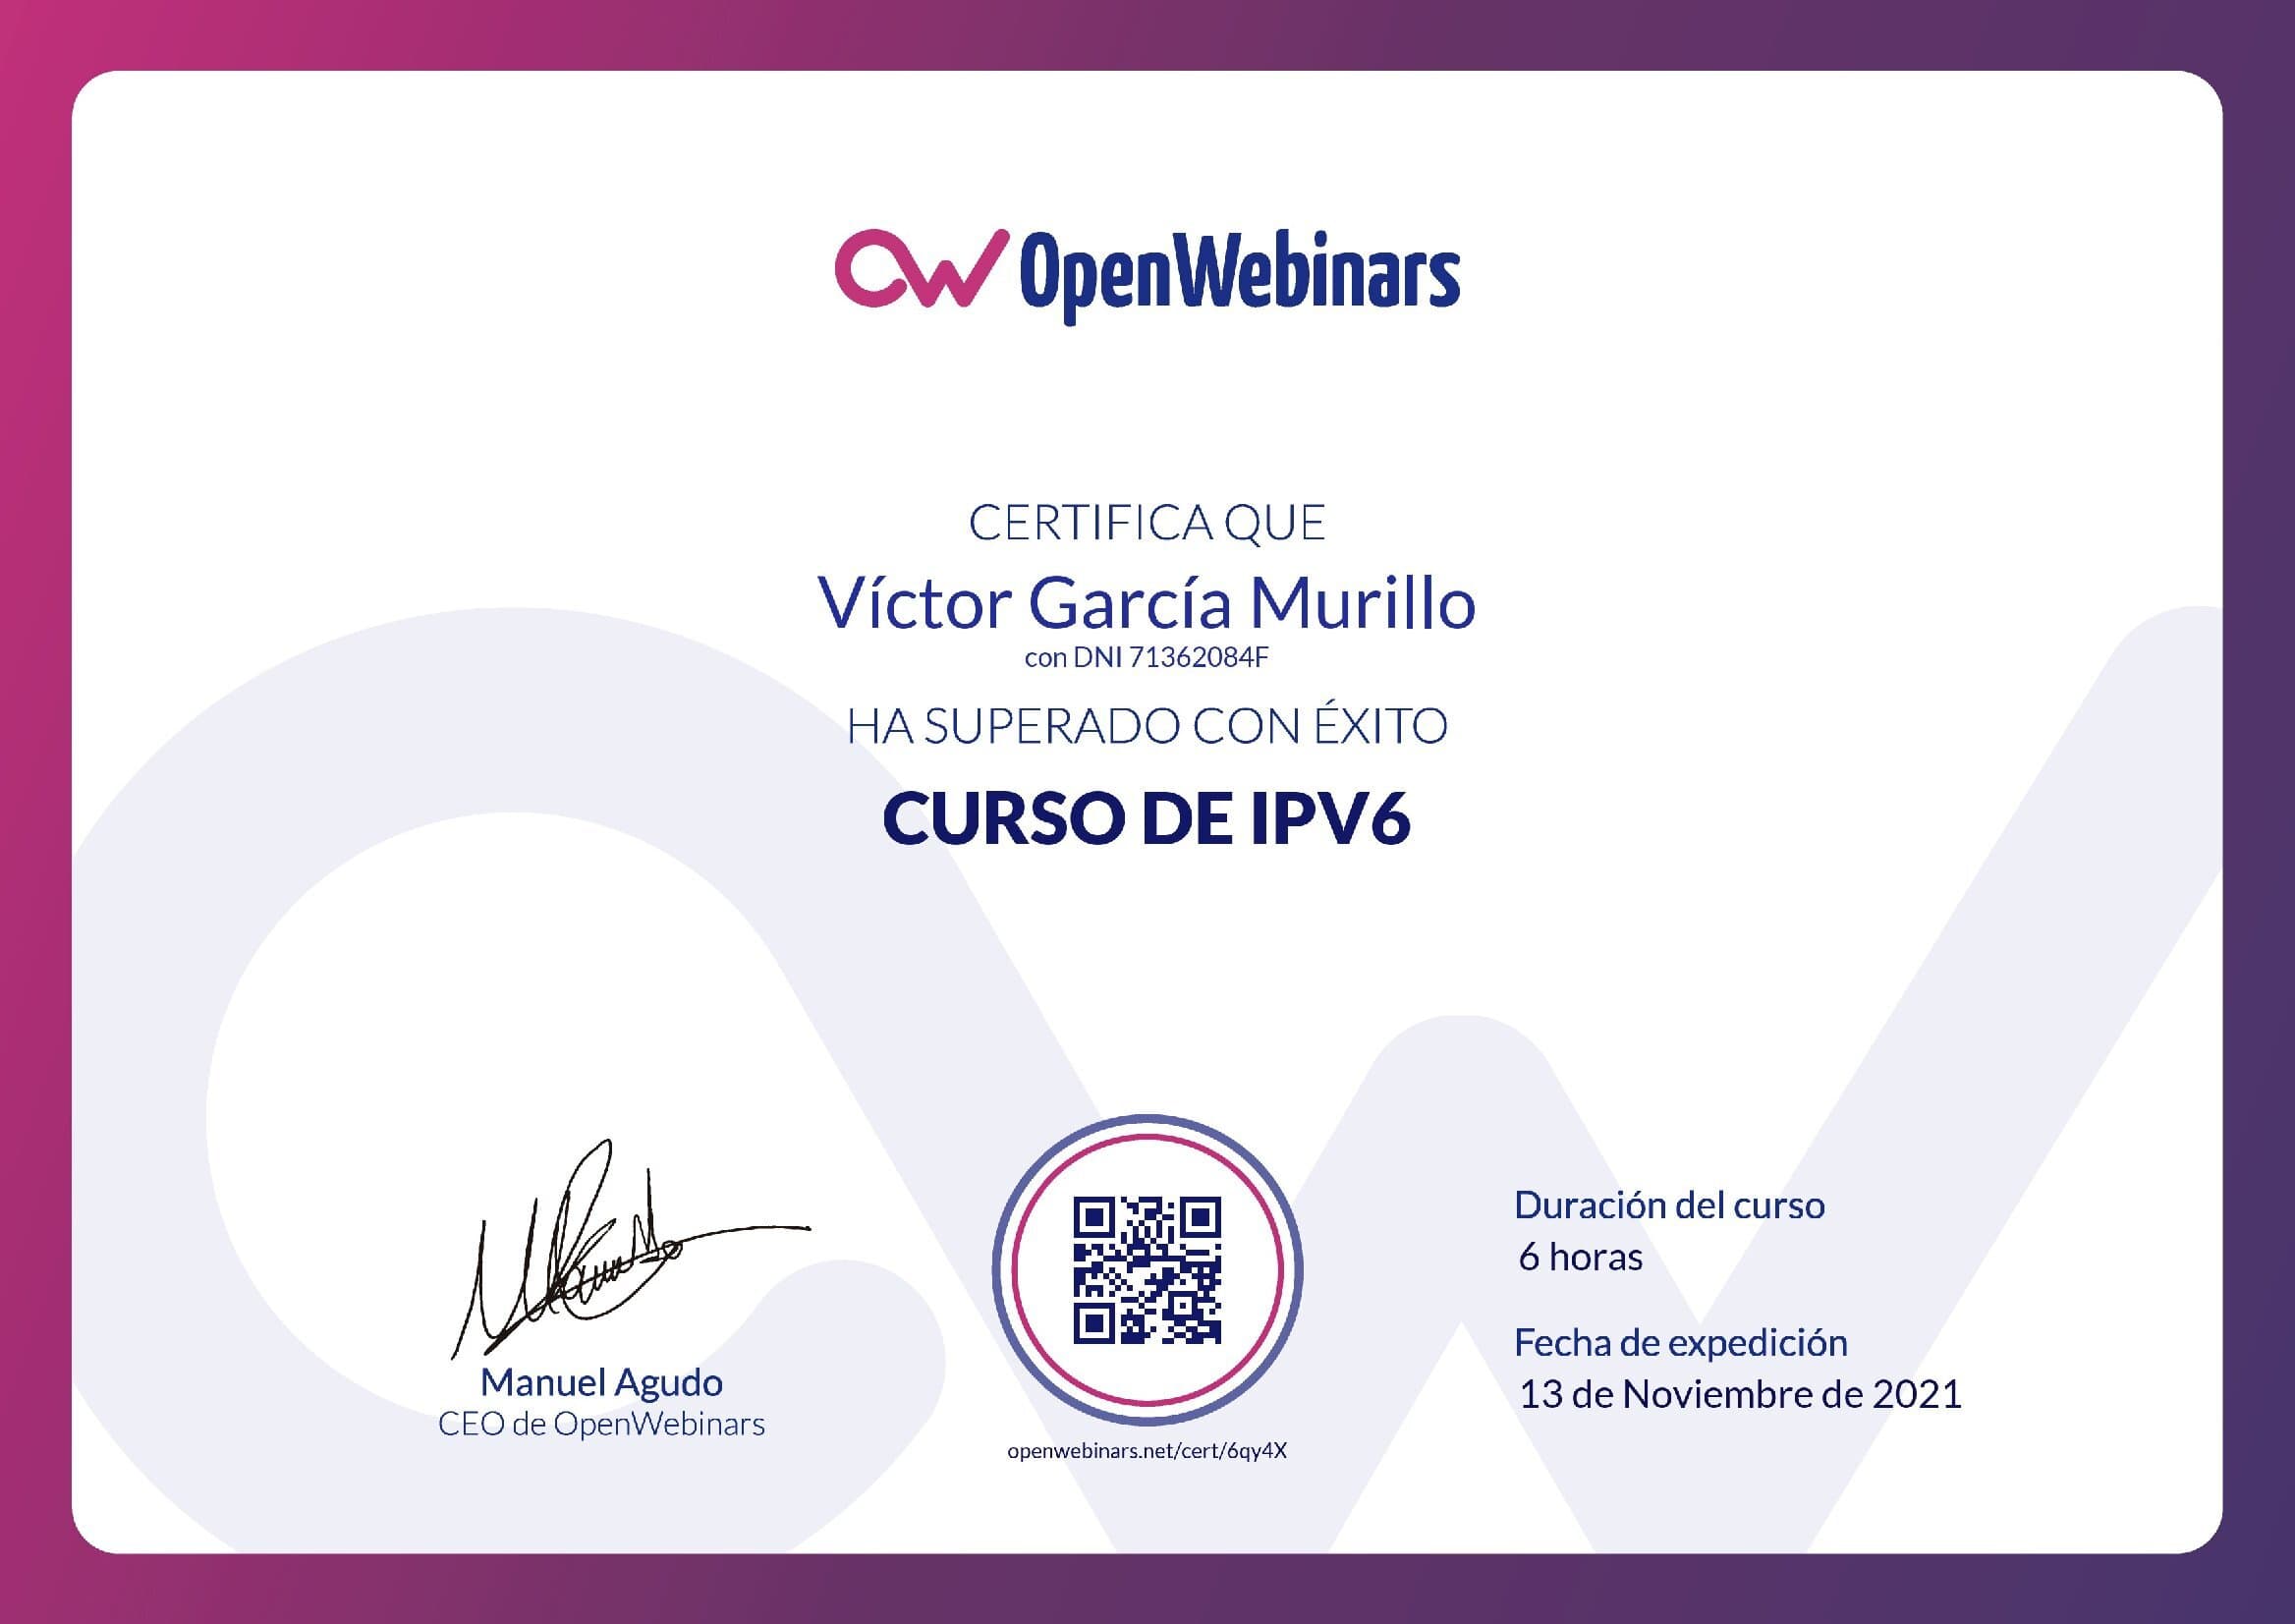 OpenWebinars
CERTIFICA QUE
Víctor García Murillo
con DNI 71362084F
HA SUPERADO CON ÉXITO
CURSO DE IPV6
Manuel Agudo
CEO de OpenWebinars
openwebinars.net/cert/6qy4X
Duración del curso
6 horas
Fecha de expedición
13 de Noviembre de 2021